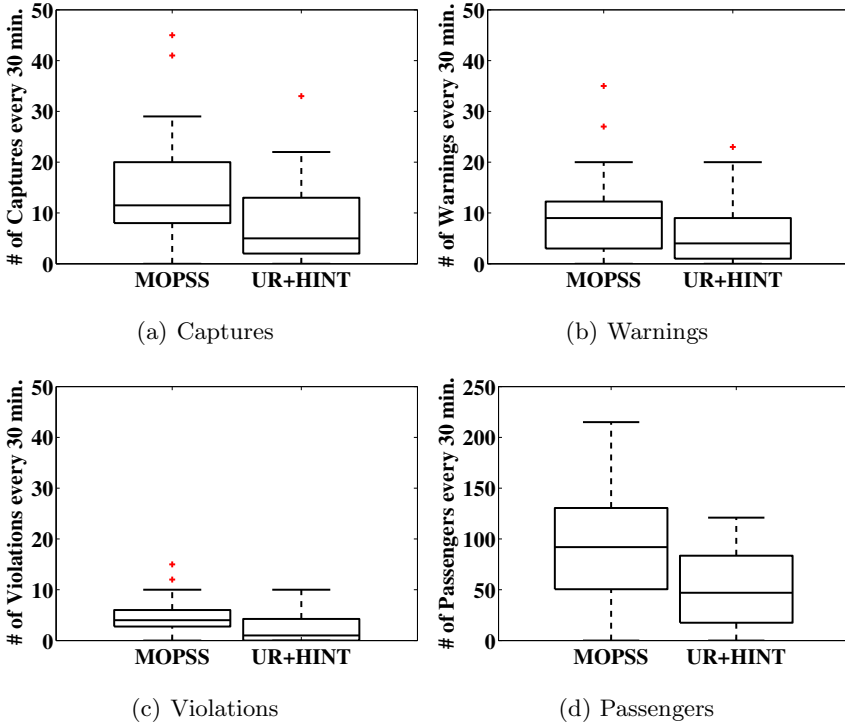 # of Captures every 30 min.
50
40
30
20
10
0
MOPSS UR+HINT
(a) Captures
# of Warnings every 30 min.
50
40
30
20
10
0
MOPSS UR+HINT
(b) Warnings
# of Violations every 30 min.
50
40
30
20
10
0
MOPSS UR+HINT
(c) Violations
# of Passengers every 30 min.
250
200
150
100
50
0
MOPSS UR+HINT
(d) Passengers